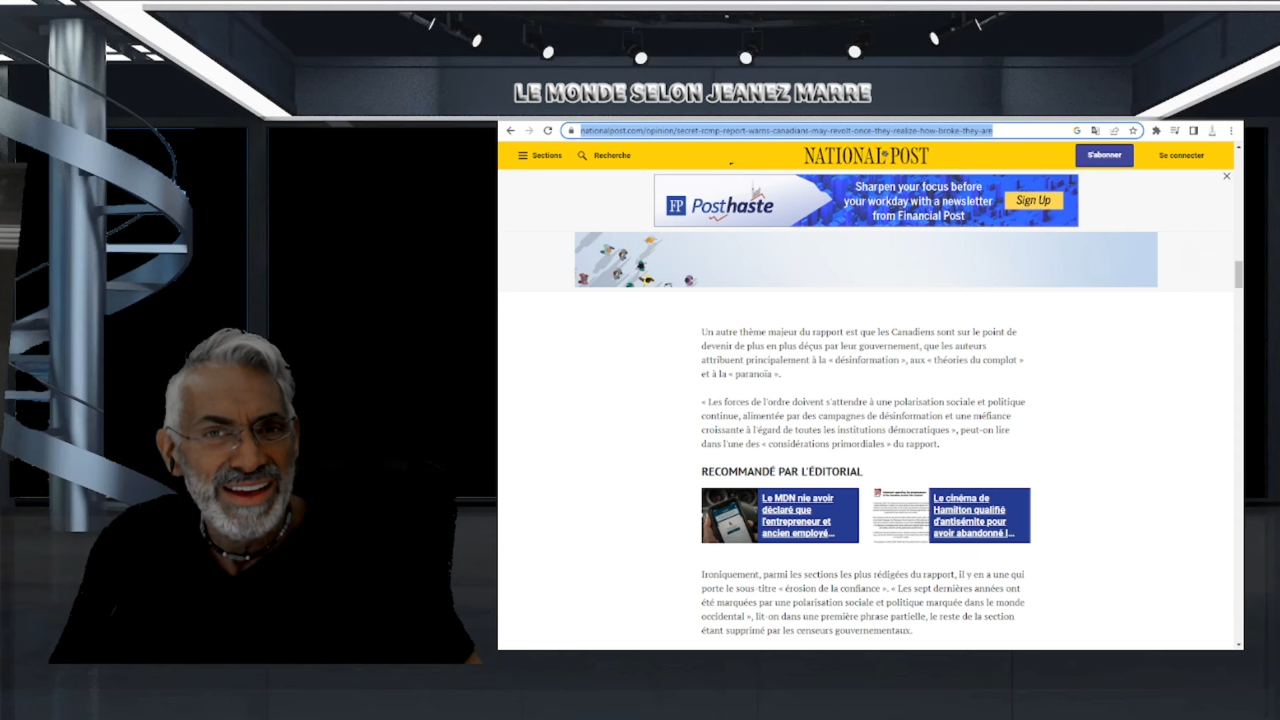 LE MONDE SELON JEANEZ MARRE
nationalpost.com/opinion/secret-rcmp-report-warns-canadians-may-revolt-once-they-realize-how-broke-they-are
Sections
Recherche
NATIONAL POST
S'abonner
Se connecter
FP Posthaste
Sharpen your focus before
your workday with a newsletter
from Financial Post
Sign Up
Un autre thème majeur du rapport est que les Canadiens sont sur le point de
devenir de plus en plus déçus par leur gouvernement, que les auteurs
attribuent principalement à la « désinformation », aux « théories du complot »
et à la « paranoïa ».
« Les forces de l'ordre doivent s'attendre à une polarisation sociale et politique
continue, alimentée par des campagnes de désinformation et une méfiance
croissante à l'égard de toutes les institutions démocratiques », peut-on lire
dans l'une des « considérations primordiales » du rapport.
RECOMMANDÉ PAR L'ÉDITORIAL
Le MDN nie avoir
déclaré que
l'entrepreneur et
ancien employé...
Le cinéma de
Hamilton qualifié
d'antisémite pour
avoir abandonné l...
Ironiquement, parmi les sections les plus rédigées du rapport, il y en a une qui
porte le sous-titre « érosion de la confiance ». « Les sept dernières années ont
été marquées par une polarisation sociale et politique marquée dans le monde
occidental », lit-on dans une première phrase partielle, le reste de la section
étant supprimé par les censeurs gouvernementaux.